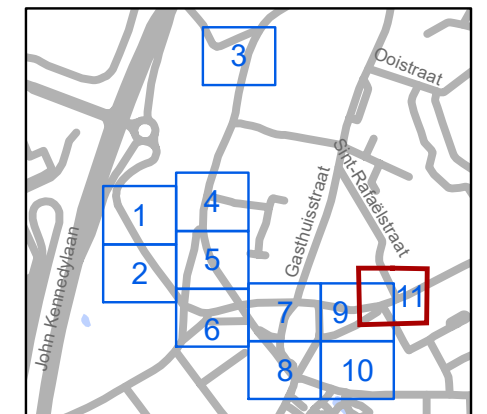 3
Ooistraat
Sint-Rafaëlstraat
Gasthuisstraat
John Kennedylaan
1
4
2
5
6
7
9
11
8
10